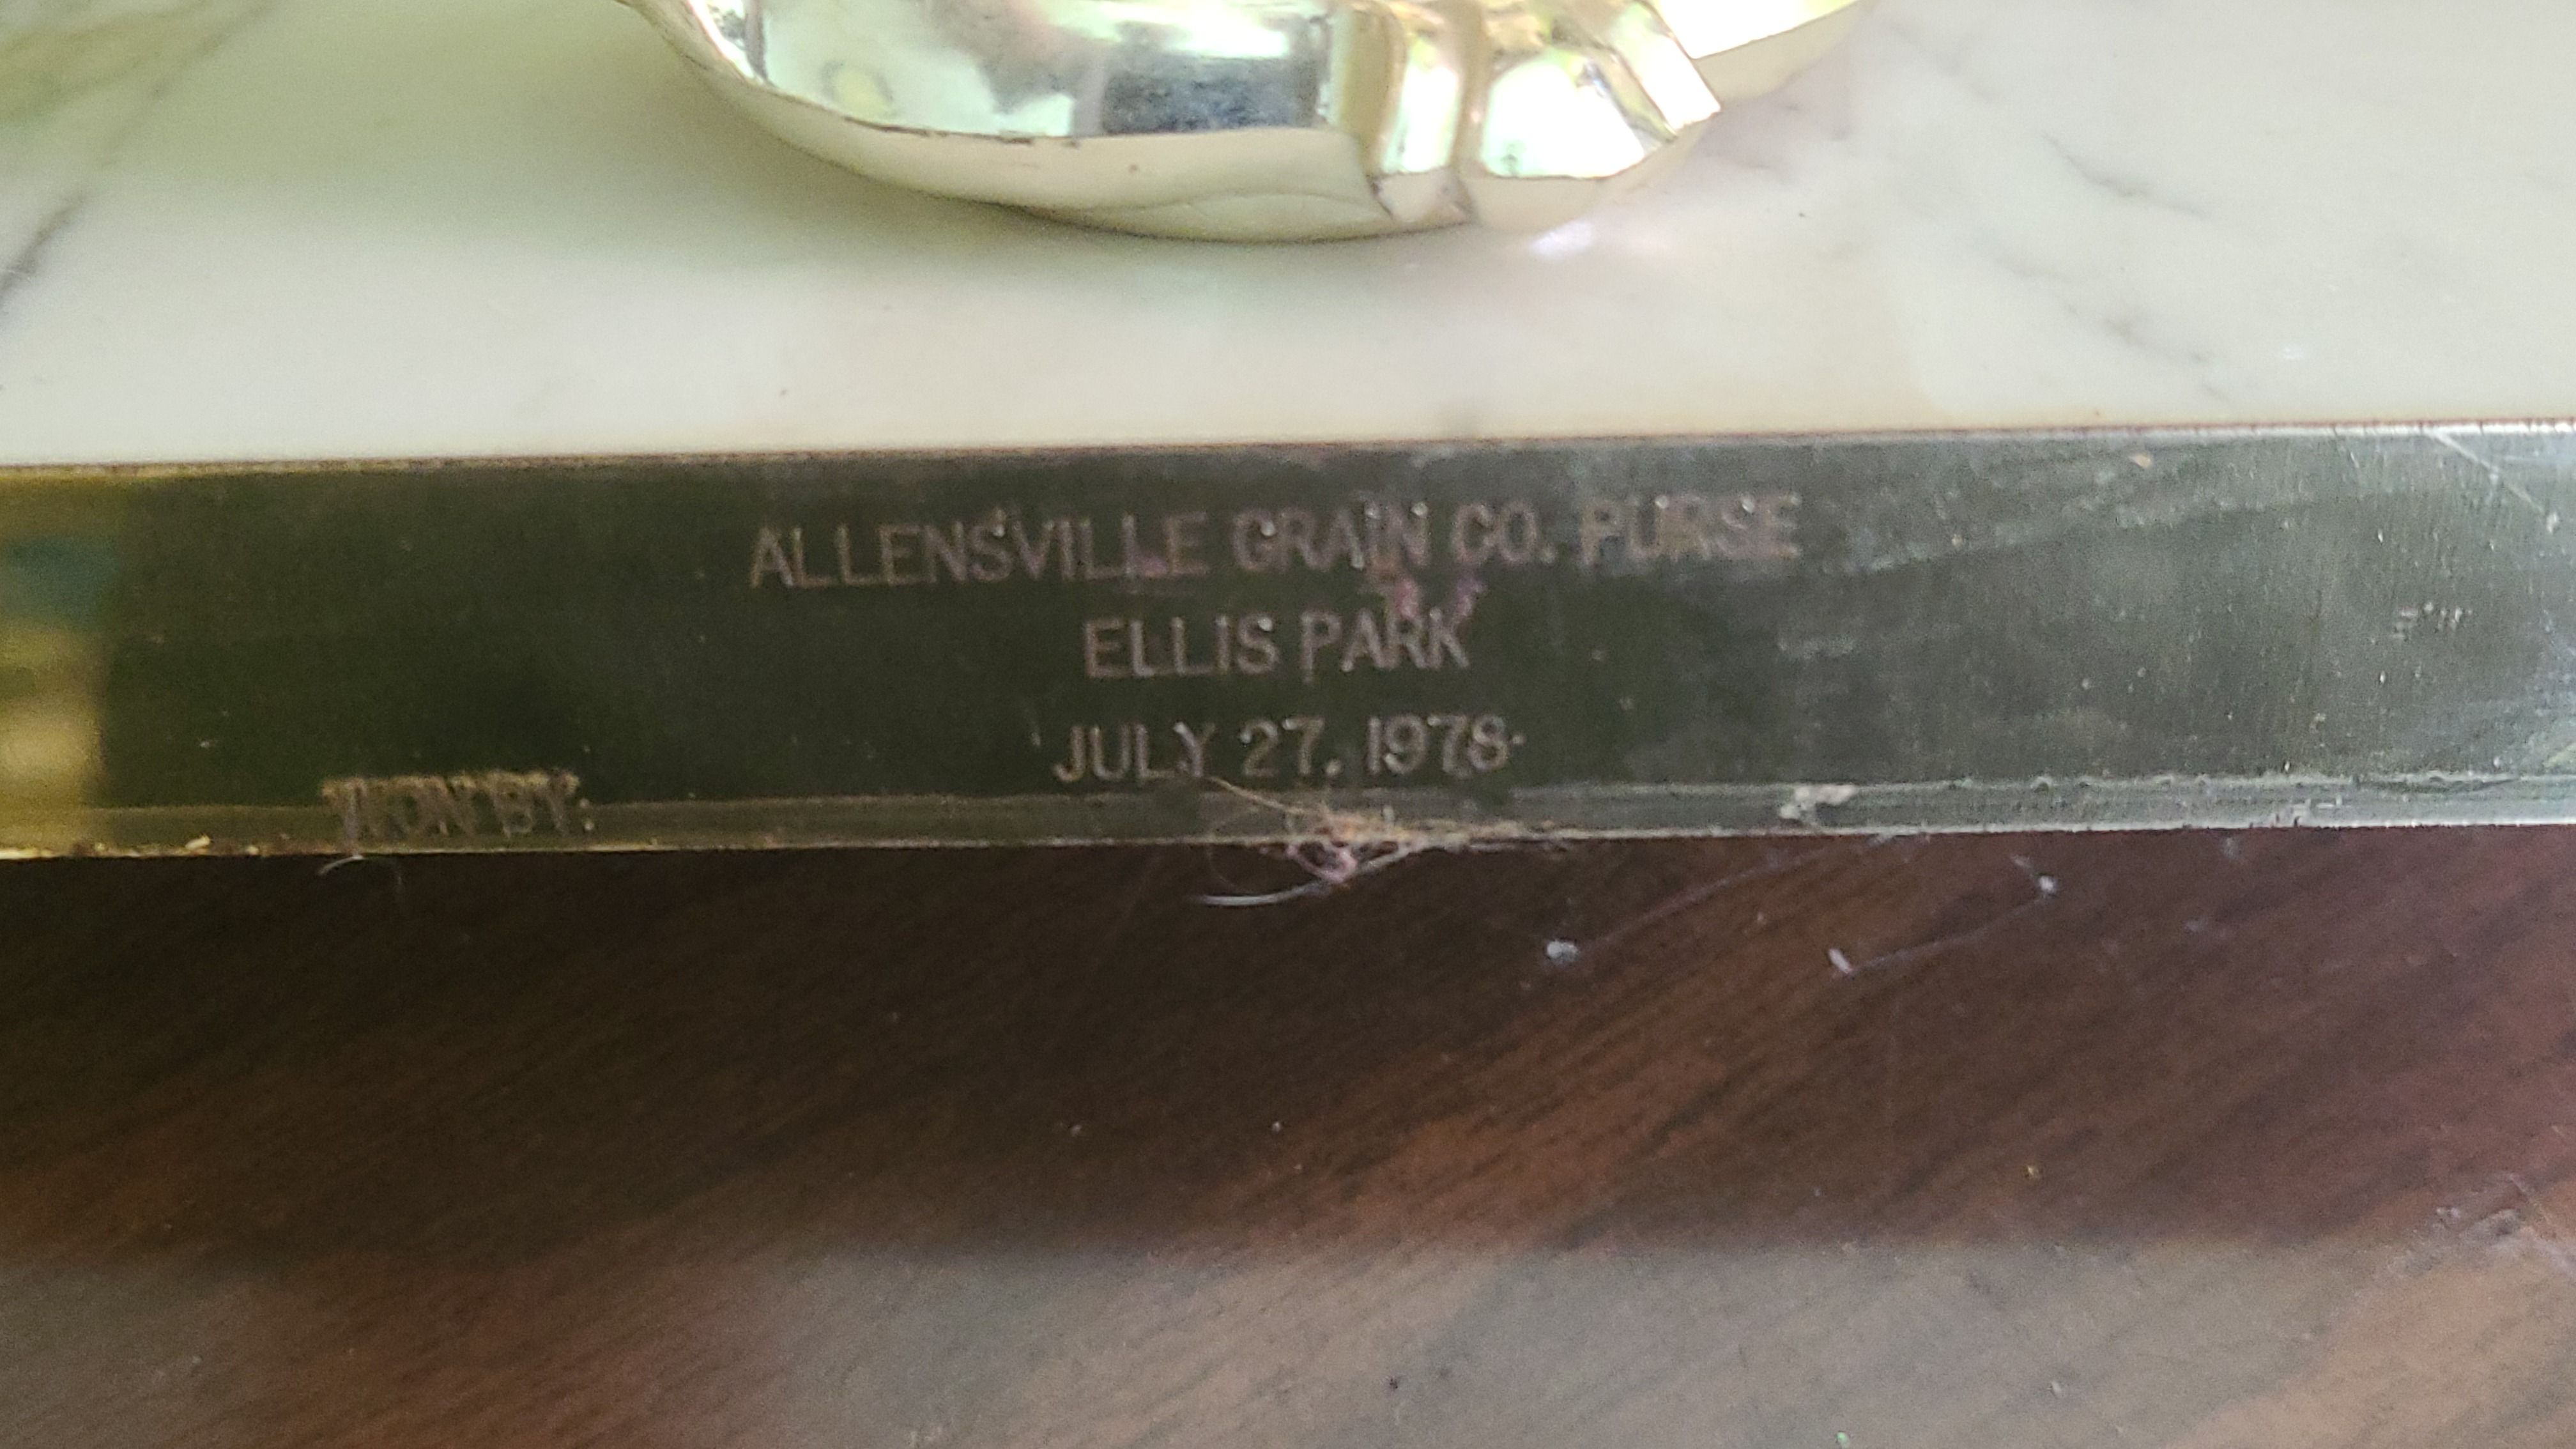 ALLENSVILLE GRAIN CO. PURSE
ELLIS PARK
JULY 27, 1978
WON BY: